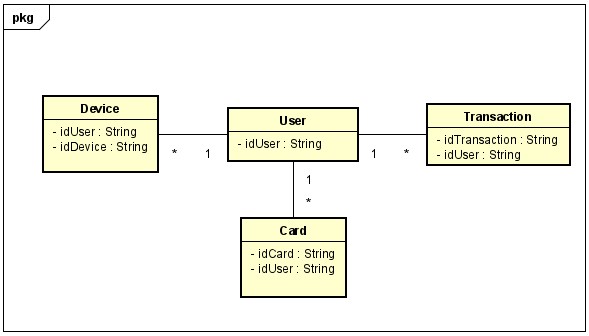 pkg
Device
- idUser : String
- idDevice : String
User
- idUser : String
Transaction
- idTransaction : String
- idUser : String
* 1
1 *
1
*
Card
- idCard : String
- idUser : String